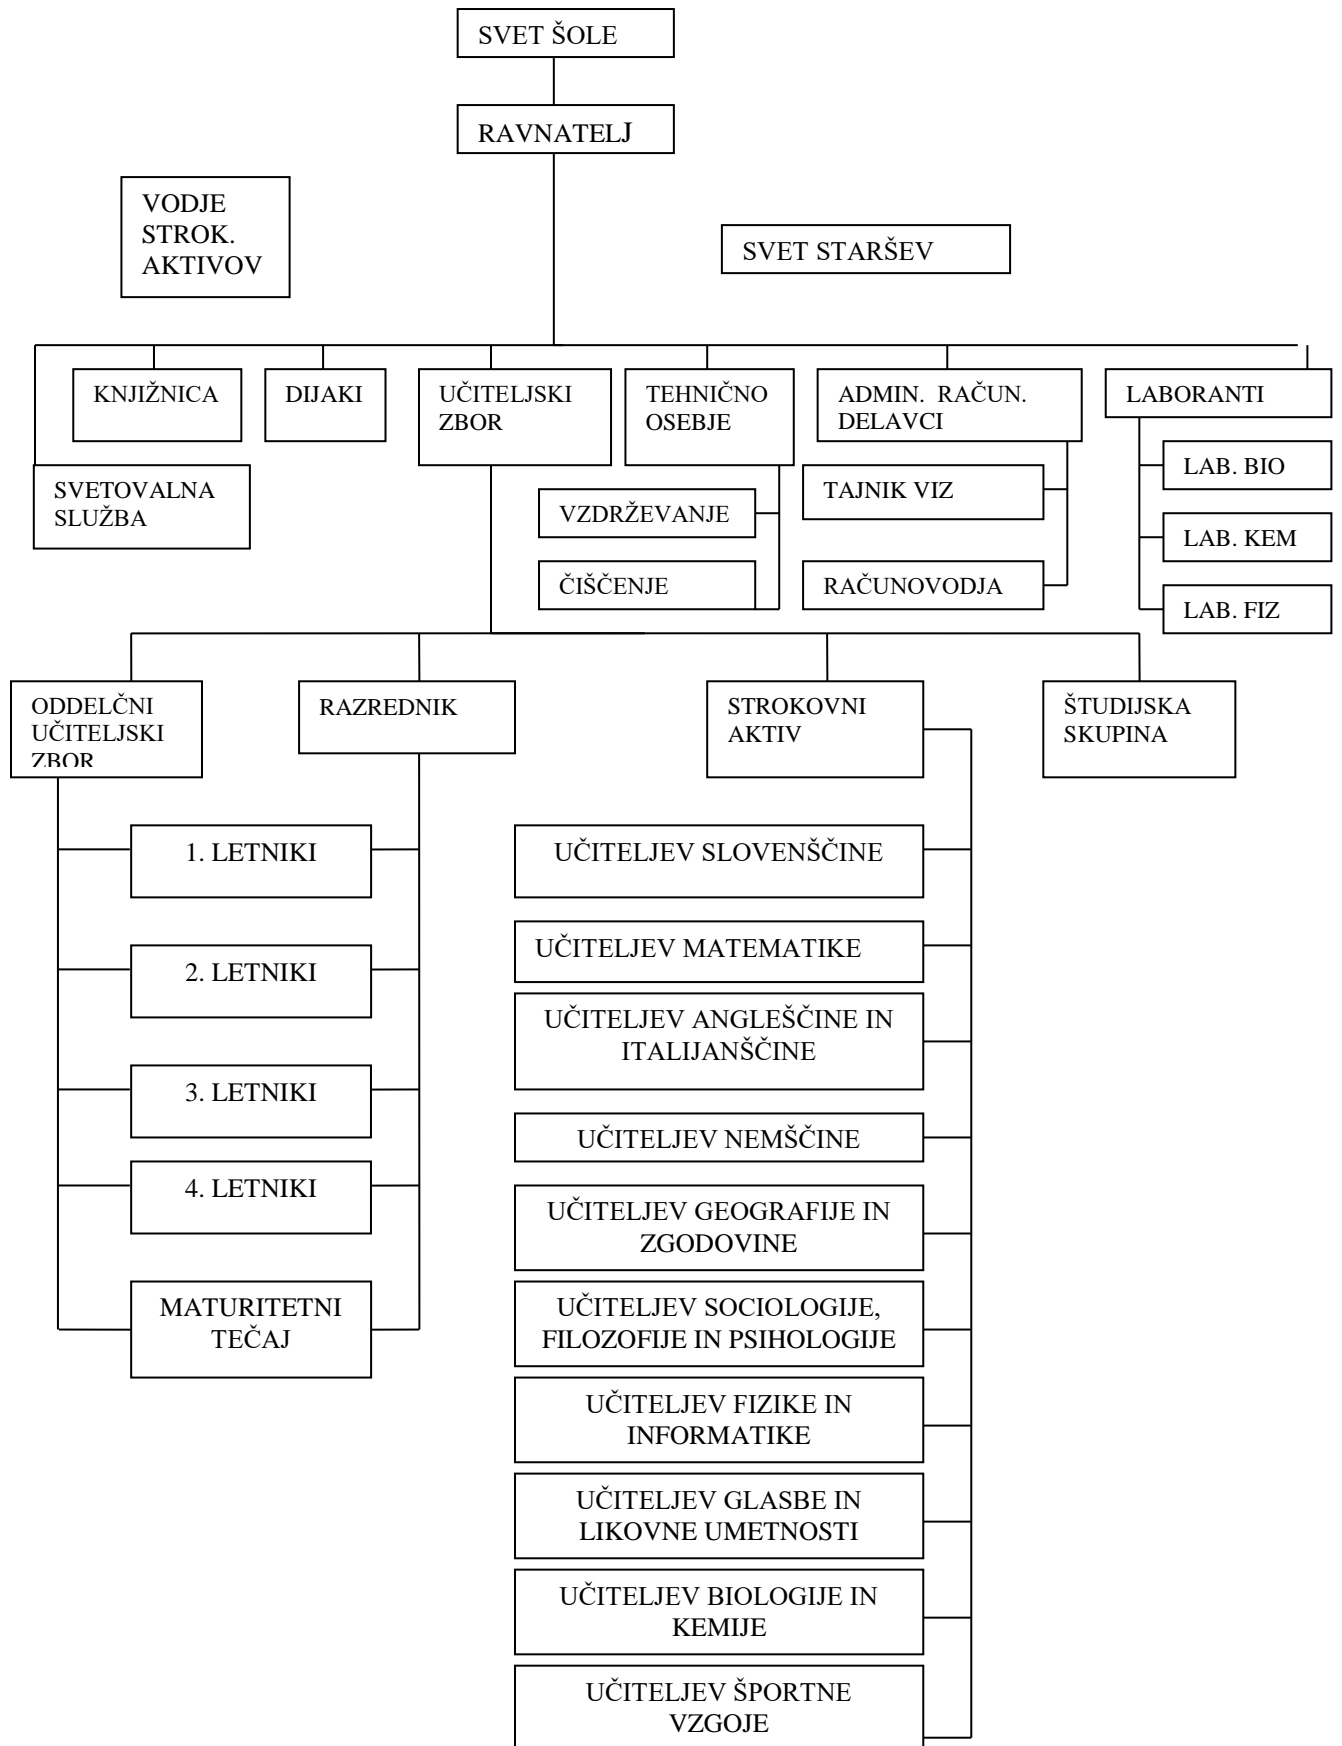 SVET ŠOLE
RAVNATELJ
VODJE
STROK.
AKTIVOV
SVET STARŠEV
KNJIŽNICA
DIJAKI
UČITELJSKI
ZBOR
TEHNIČNO
OSEBJE
ADMIN. RAČUN.
DELAVCI
LABORANTI
SVETOVALNA
SLUŽBA
VZDRŽEVANJE
ČIŠČENJE
TAJNIK VIZ
RAČUNOVODJA
LAB. BIO
LAB. KEM
LAB. FIZ
ODDELČNI
UČITELJSKI
ZBOR
RAZREDNIK
STROKOVNI
AKTIV
ŠTUDIJSKA
SKUPINA
1. LETNIKI
2. LETNIKI
3. LETNIKI
4. LETNIKI
MATURITETNI
TEČAJ
UČITELJEV SLOVENŠČINE
UČITELJEV MATEMATIKE
UČITELJEV ANGLEŠČINE IN
ITALIJANŠČINE
UČITELJEV NEMŠČINE
UČITELJEV GEOGRAFIJE IN
ZGODOVINE
UČITELJEV SOCIOLOGIJE,
FILOZOFIJE IN PSIHOLOGIJE
UČITELJEV FIZIKE IN
INFORMATIKE
UČITELJEV GLASBE IN
LIKOVNE UMETNOSTI
UČITELJEV BIOLOGIJE IN
KEMIJE
UČITELJEV ŠPORTNE
VZGOJE